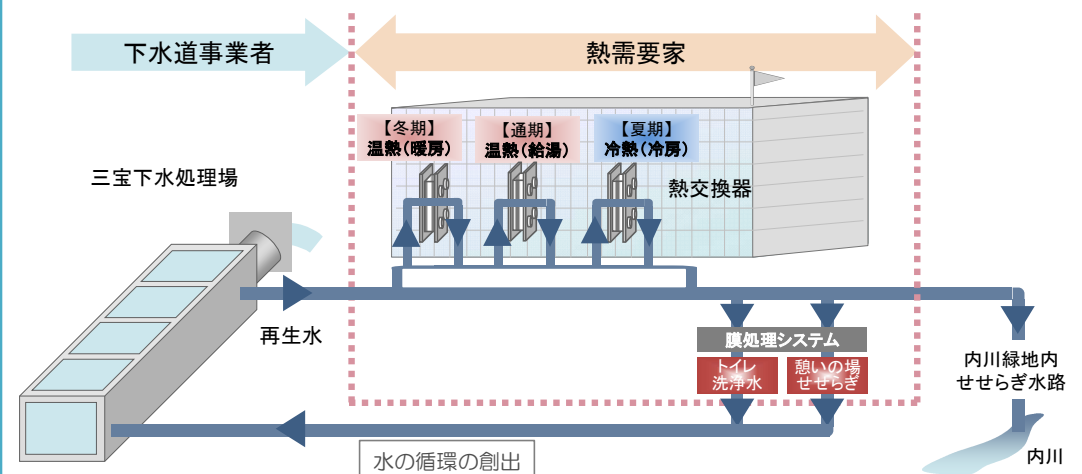 下水道事業者
熱需要家
【冬期】
温熱(暖房)
【通期】
温熱(給湯)
【夏期】
冷熱(冷房)
熱交換器
三宝下水処理場
再生水
膜処理システム
トイレ
洗浄水
憩いの場
せせらぎ
内川緑地内
せせらぎ水路
内川
水の循環の創出